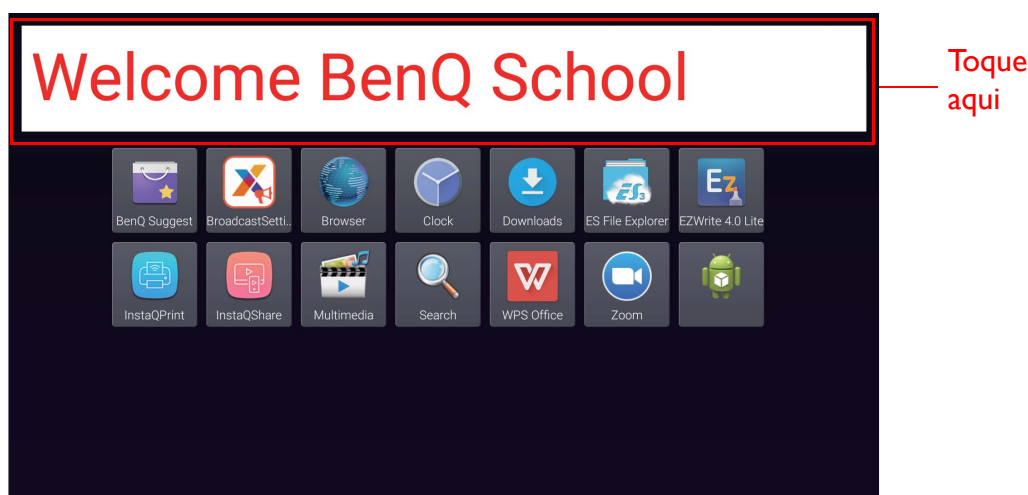 Welcome BenQ School
Toque
aqui
BenQ Suggest BroadcastSetti.. Browser Clock Downloads ES File Explorer EZWrite 4.0 Lite
InstaQPrint InstaQShare Multimedia Search WPS Office Zoom